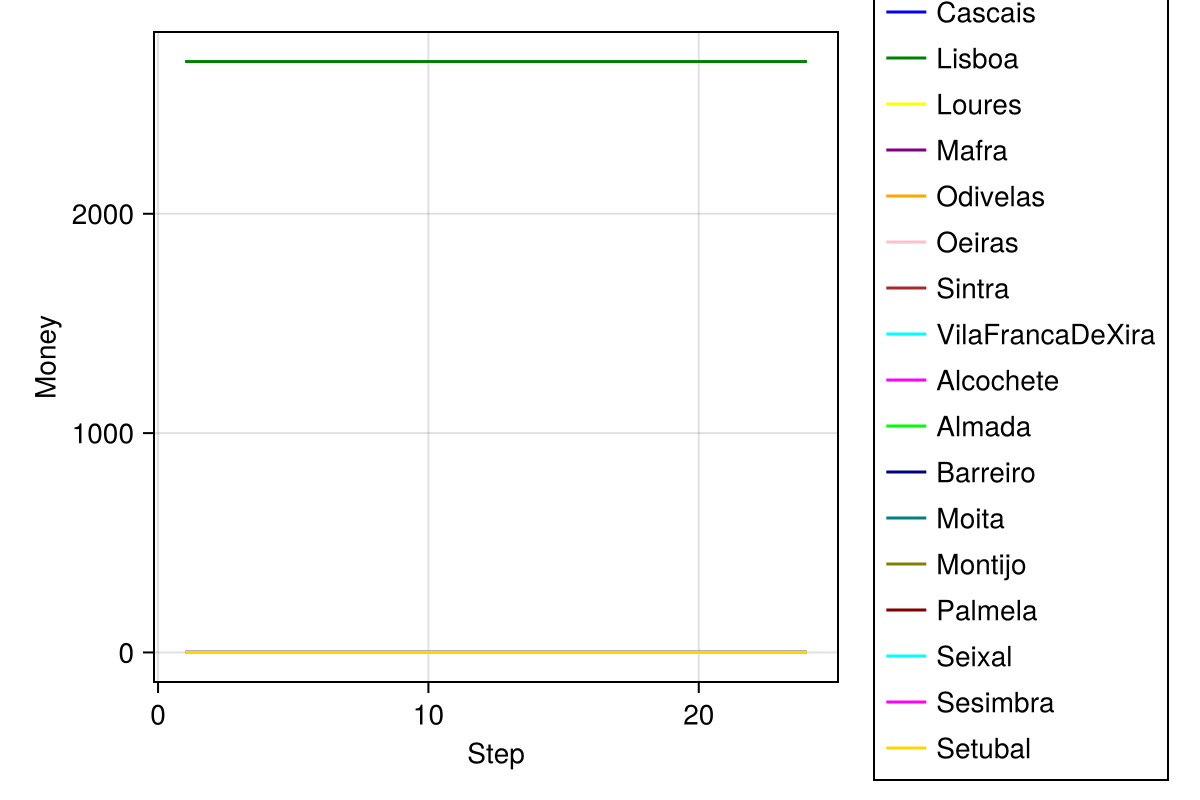 Cascais
Lisboa
Loures
Mafra
Odivelas
Oeiras
Sintra
VilaFrancaDeXira
Alcochete
Almada
Barreiro
Moita
Montijo
Palmela
Seixal
Sesimbra
Setubal
Money
2000
1000
0
0 10 20
Step